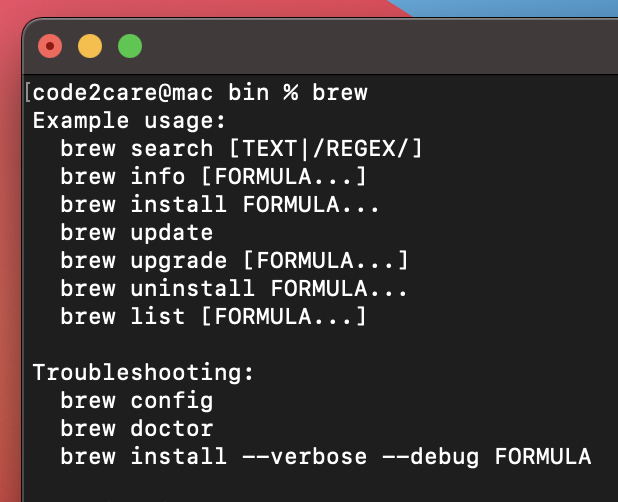 [code2care@mac bin % brew
Example usage:
  brew search [TEXT|/REGEX/]
  brew info [FORMULA...]
  brew install FORMULA...
  brew update
  brew upgrade [FORMULA...]
  brew uninstall FORMULA...
  brew list [FORMULA...]

Troubleshooting:
  brew config
  brew doctor
  brew install --verbose --debug FORMULA